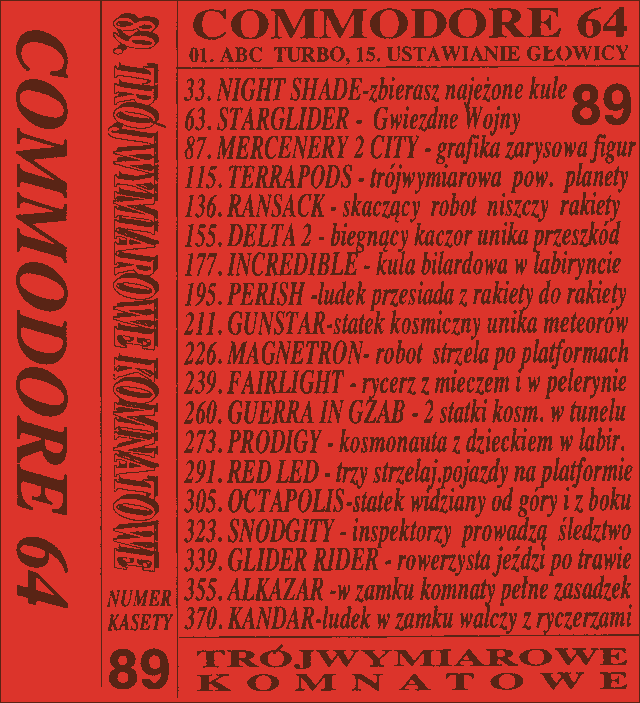 COMMODORE 64
89. TRÓJWYMIAROWE KOMNATOWE
NUMER
KASETY
89
COMMODORE 64
01. ABC TURBO, 15. USTAWIANIE GŁOWICY
89
33. NIGHT SHADE-zbierasz najeżone kule
63. STARGLIDER - Gwiezdne Wojny
87. MERCENERY 2 CITY - grafika zarysowa figur
115. TERRAPODS - trójwymiarowa pow. planety
136. RANSACK - skaczący robot niszczy rakiety
155. DELTA 2 - biegnący kaczor unika przeszkód
177. INCREDIBLE - kula bilardowa w labiryncie
195. PERISH -ludek przesiada z rakiety do rakiety
211. GUNSTAR-statek kosmiczny unika meteorów
226. MAGNETRON- robot strzela po platformach
239. FAIRLIGHT - rycerz z mieczem i w pelerynie
260. GUERRA IN GŻAB - 2 statki kosm. w tunelu
273. PRODIGY - kosmonauta z dzieckiem w labir.
291. RED LED - trzy strzelaj.pojazdy na platformie
305. OCTAPOLIS-statek widziany od góry i z boku
323. SNODGITY - inspektorzy prowadzą śledztwo
339. GLIDER RIDER - rowerzysta jeździ po trawie
355. ALKAZAR -w zamku komnaty pełne zasadzek
370. KANDAR-ludek w zamku walczy z ryczerzami
TRÓJWYMIAROWE
KOMNATOWE